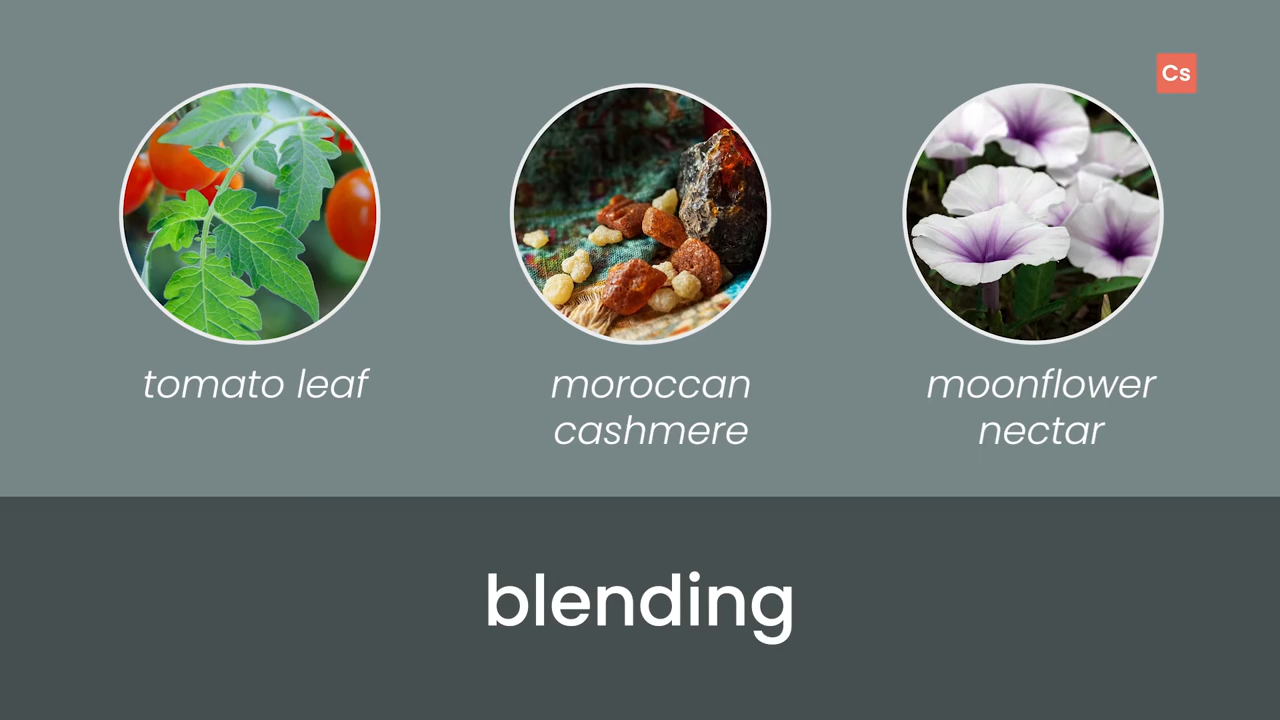 Cs
tomato leaf
moroccan
cashmere
moonflower
nectar
blending